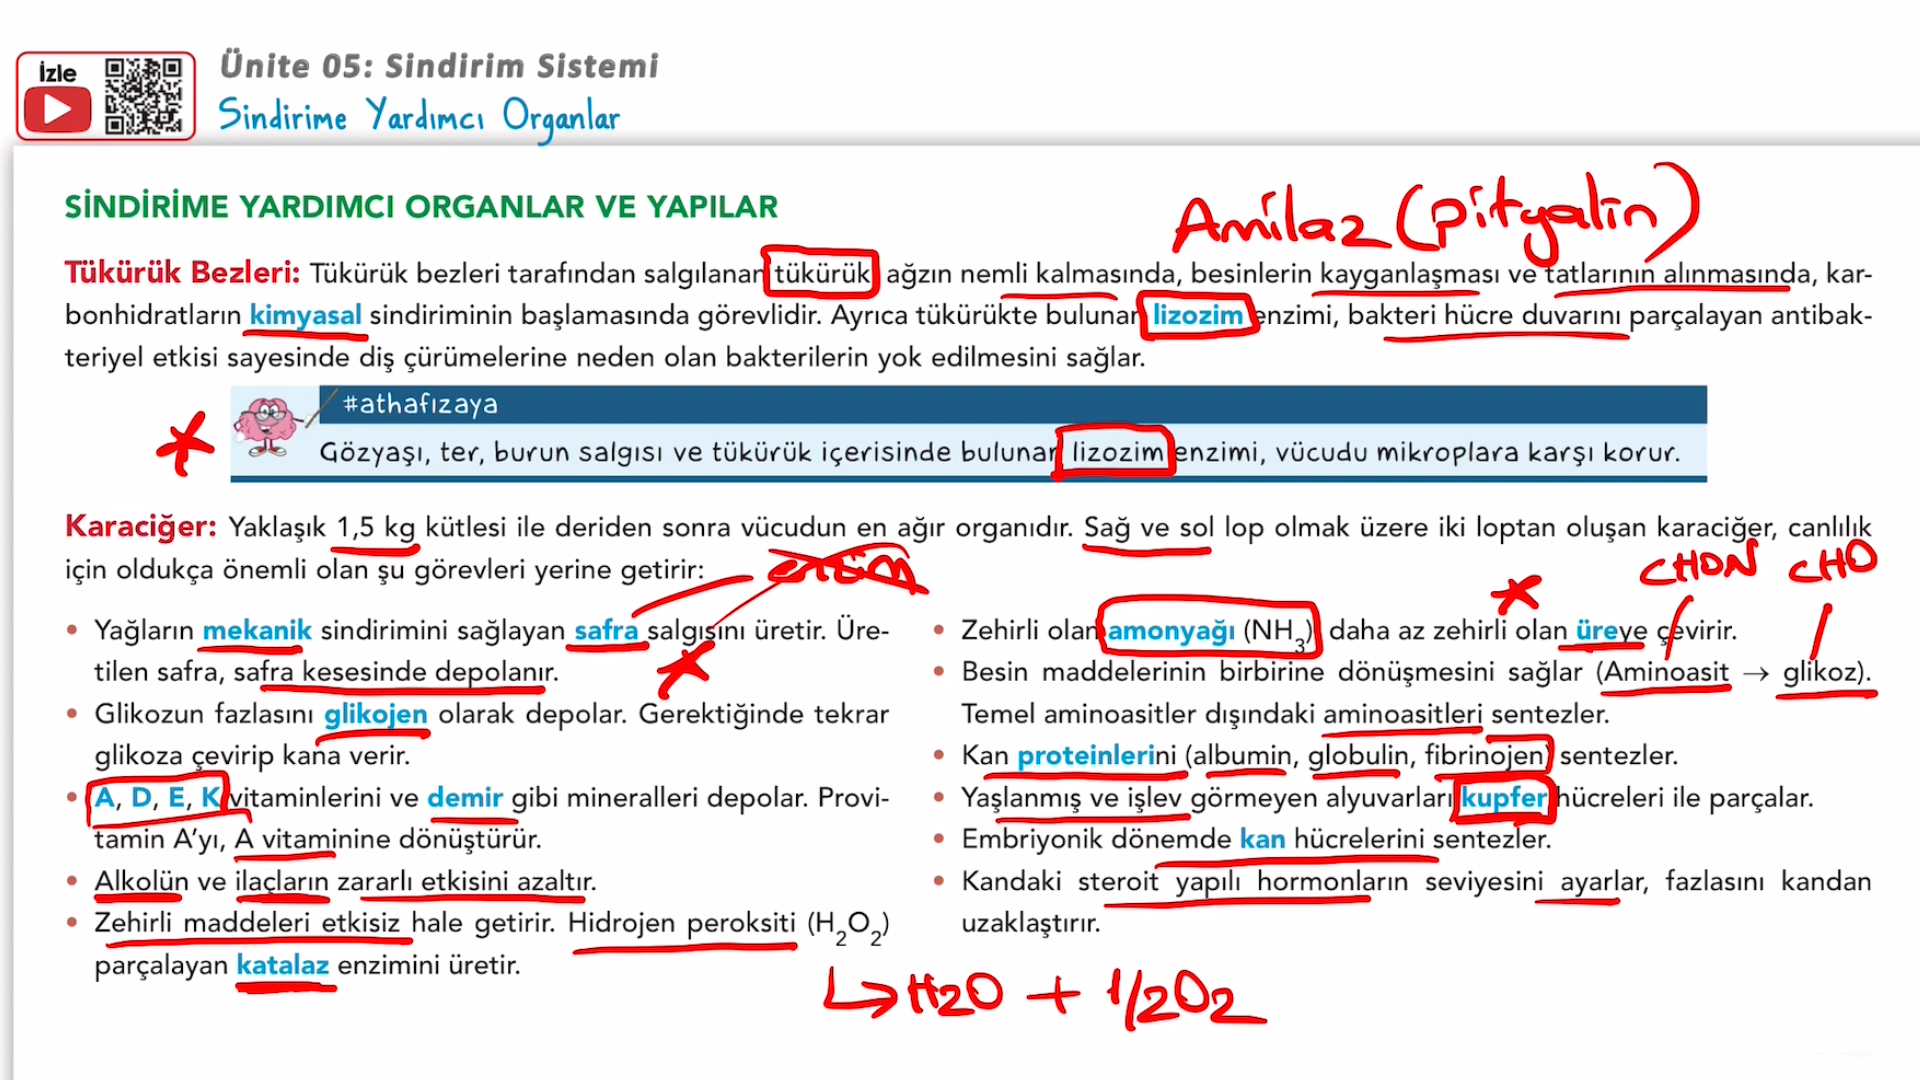 İzle
Ünite 05: Sindirim Sistemi
Sindirime Yardımcı Organlar
SİNDİRİME YARDIMCI ORGANLAR VE YAPILAR
Amilaz (pityalin)
Tükürük Bezleri: Tükürük bezleri tarafından salgılanan tükürük ağzın nemli kalmasında, besinlerin kayganlaşması ve tatlarının alınmasında, kar-
bonhidratların kimyasal sindiriminin başlamasında görevlidir. Ayrıca tükürükte bulunan lizozim enzimi, bakteri hücre duvarını parçalayan antibak-
teriyel etkisi sayesinde diş çürümelerine neden olan bakterilerin yok edilmesini sağlar.
#athafızaya
Gözyaşı, ter, burun salgısı ve tükürük içerisinde bulunan lizozim enzimi, vücudu mikroplara karşı korur.
Karaciğer: Yaklaşık 1,5 kg kütlesi ile deriden sonra vücudun en ağır organıdır. Sağ ve sol lop olmak üzere iki loptan oluşan karaciğer, canlılık
için oldukça önemli olan şu görevleri yerine getirir:
enzim
• Yağların mekanik sindirimini sağlayan safra salgısını üretir. Üre-
tilen safra, safra kesesinde depolanır.
• Glikozun fazlasını glikojen olarak depolar. Gerektiğinde tekrar
glikoza çevirip kana verir.
• A, D, E, K vitaminlerini ve demir gibi mineralleri depolar. Provi-
tamin A'yı, A vitaminine dönüştürür.
• Alkolün ve ilaçların zararlı etkisini azaltır.
• Zehirli maddeleri etkisiz hale getirir. Hidrojen peroksiti (H2O2)
parçalayan katalaz enzimini üretir.
H2O + 1/2O2
CHON CHO
• Zehirli olan amonyağı (NH3) daha az zehirli olan üreye çevirir.
• Besin maddelerinin birbirine dönüşmesini sağlar (Aminoasit → glikoz).
Temel aminoasitler dışındaki aminoasitleri sentezler.
• Kan proteinlerini (albumin, globulin, fibrinojen) sentezler.
• Yaşlanmış ve işlev görmeyen alyuvarları kupfer hücreleri ile parçalar.
• Embriyonik dönemde kan hücrelerini sentezler.
• Kandaki steroit yapılı hormonların seviyesini ayarlar, fazlasını kandan
uzaklaştırır.